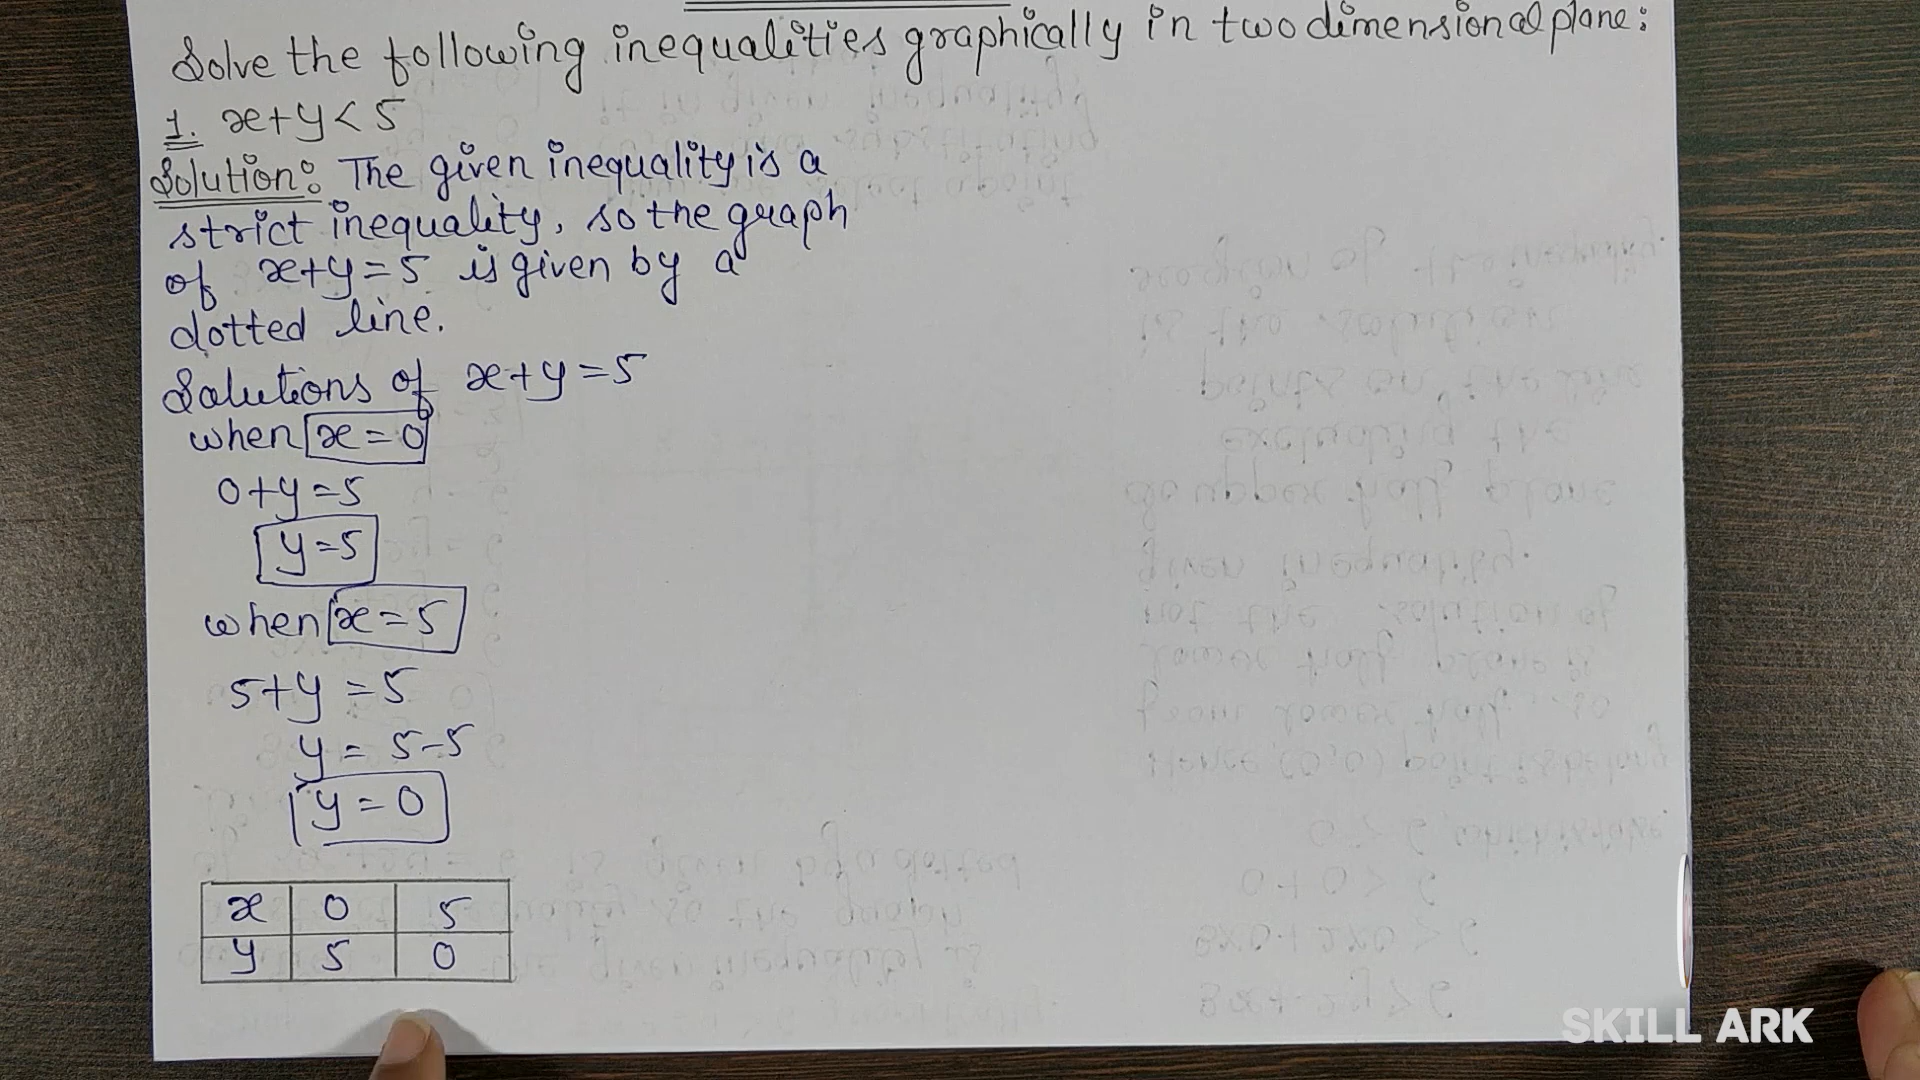 Solve the following inequalities graphically in two dimensional plane:
1. x+y<5
Solution: The given inequality is a
strict inequality, so the graph
of x+y=5 is given by a
dotted line.
Solutions of x+y=5
when x=0
0+y=5
y=5
when x=5
5+y=5
y=5-5
y=0
x 0 5
y 5 0
SKILL ARK